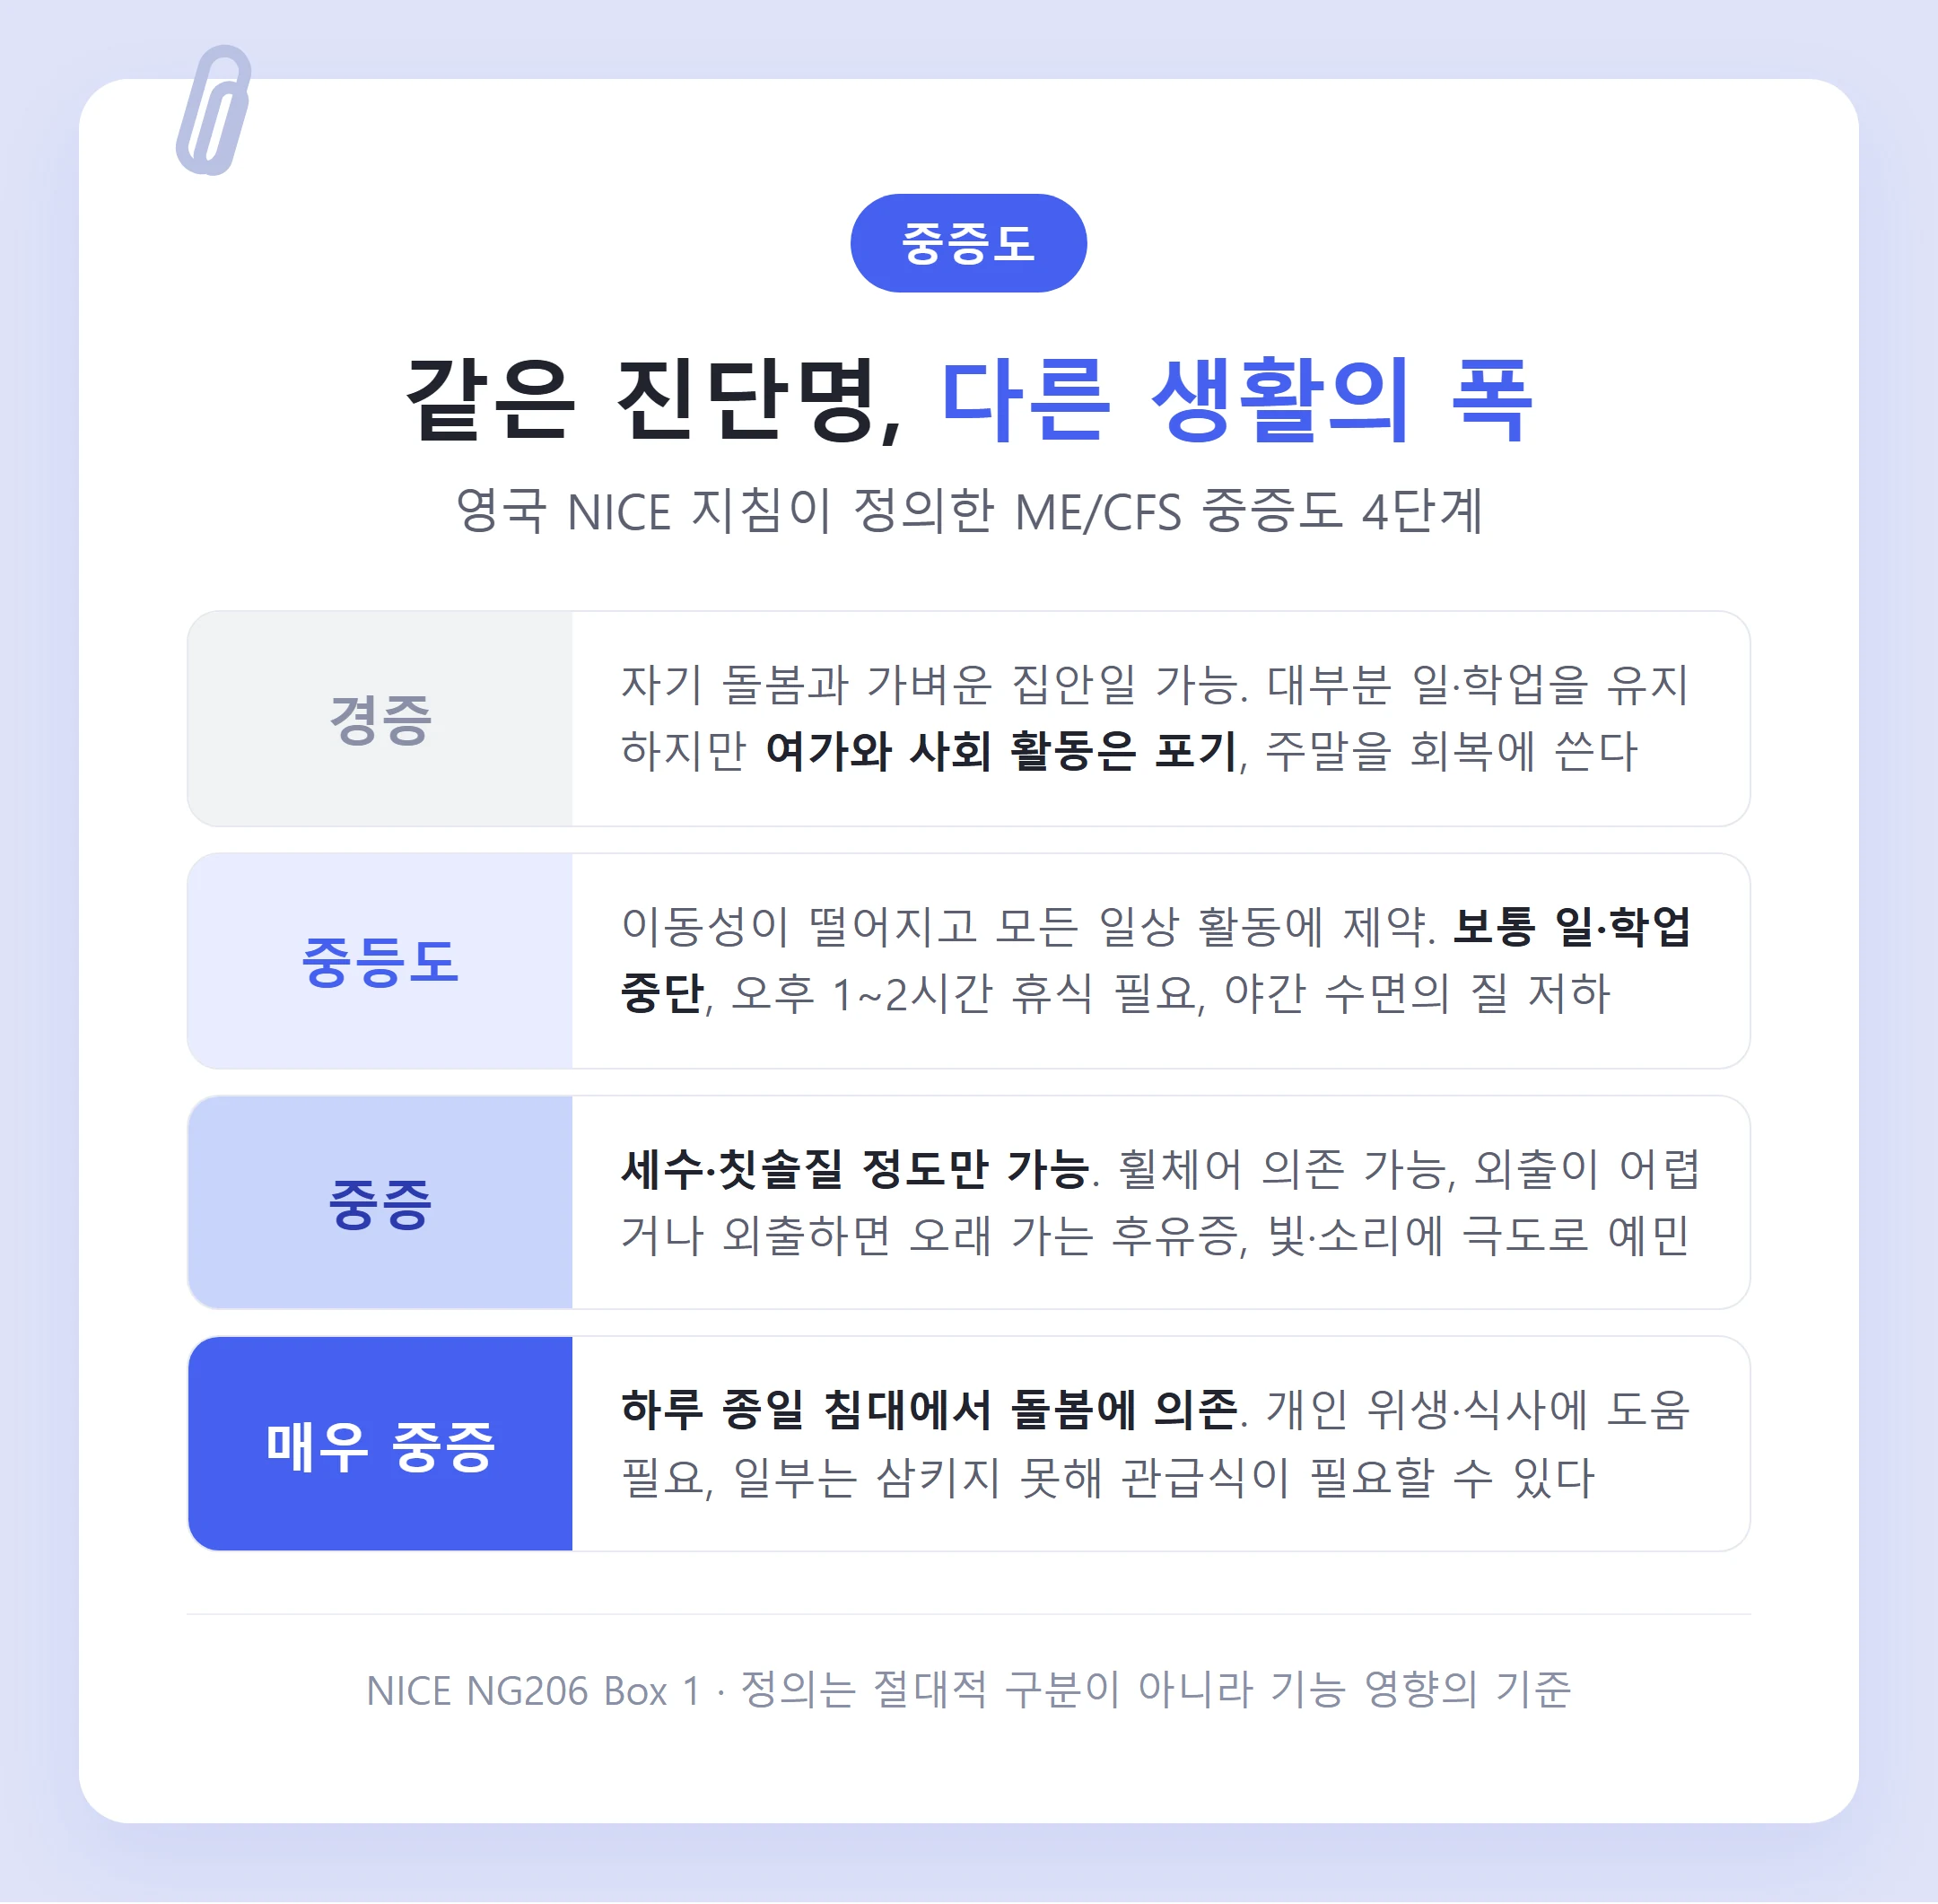 중증도
같은 진단명, 다른 생활의 폭
영국 NICE 지침이 정의한 ME/CFS 중증도 4단계
경증
자기 돌봄과 가벼운 집안일 가능. 대부분 일·학업을 유지
하지만 여가와 사회 활동은 포기, 주말을 회복에 쓴다
중등도
이동성이 떨어지고 모든 일상 활동에 제약. 보통 일·학업
중단, 오후 1~2시간 휴식 필요, 야간 수면의 질 저하
중증
세수·칫솔질 정도만 가능. 휠체어 의존 가능, 외출이 어렵
거나 외출하면 오래 가는 후유증, 빛·소리에 극도로 예민
매우 중증
하루 종일 침대에서 돌봄에 의존. 개인 위생·식사에 도움
필요, 일부는 삼키지 못해 관급식이 필요할 수 있다
NICE NG206 Box 1 · 정의는 절대적 구분이 아니라 기능 영향의 기준